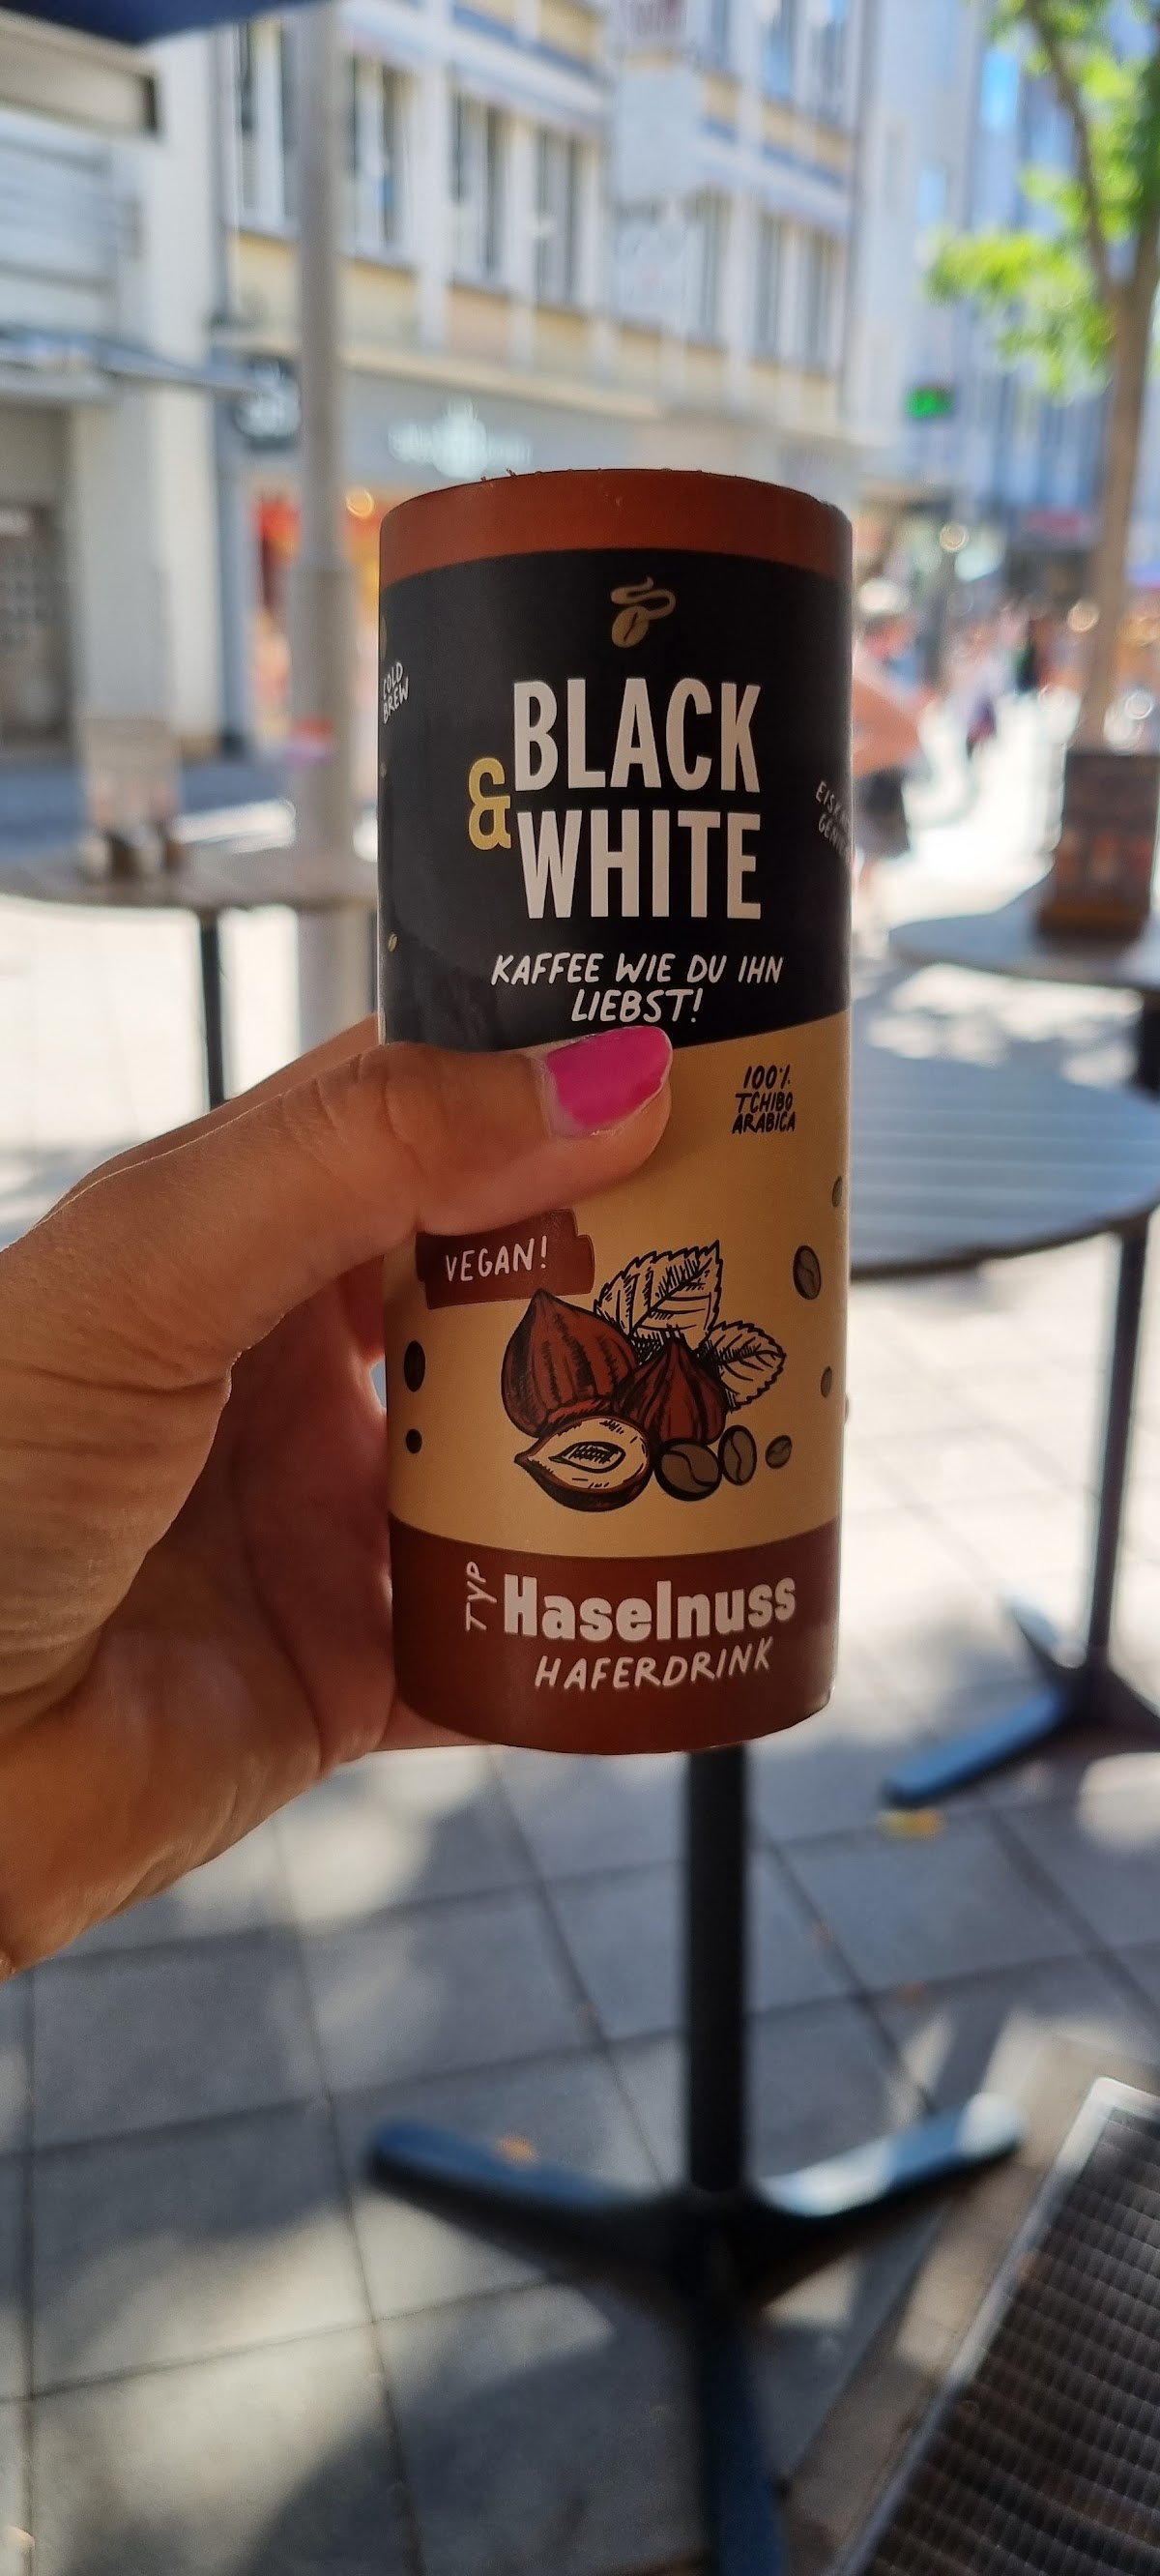 COLD
BREW
BLACK
&WHITE
KAFFEE WIE DU IHN
LIEBST!
100%
TCHIBO
ARABICA
VEGAN!
TYP Haselnuss
HAFERDRINK